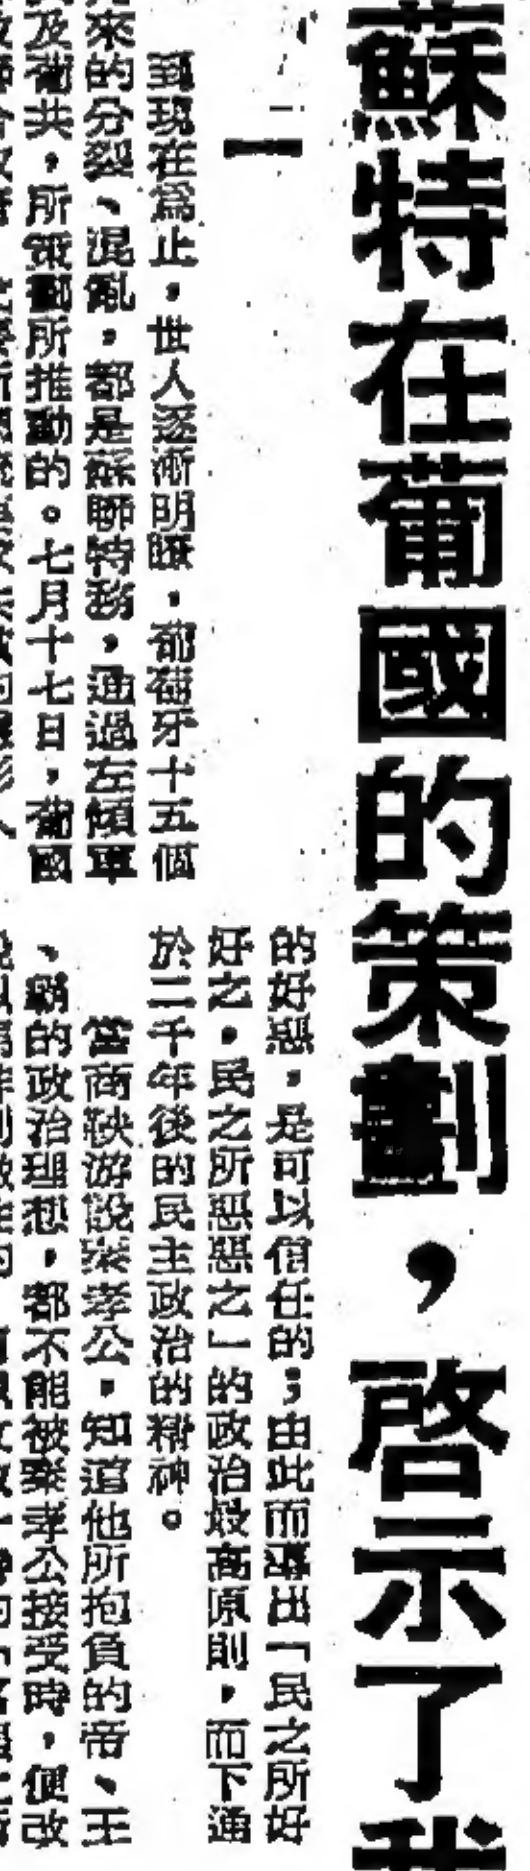 蘇特在葡國的策劃，啓示了我
一
到現在為止，世人逐漸明瞭，葡萄牙十五個
來的分裂、混亂，都是蘇聯特務，通過左傾軍
及葡共，所策劃所推動的。七月十七日，葡國
的好惡，是可以信任的；由此而導出「民之所好
好之，民之所惡惡之」的政治最高原則，而下通
於二千年後的民主政治的精神。
當商鞅游說秦孝公，知道他所抱負的帝、王
、霸的政治理想，都不能被秦孝公接受時，便改